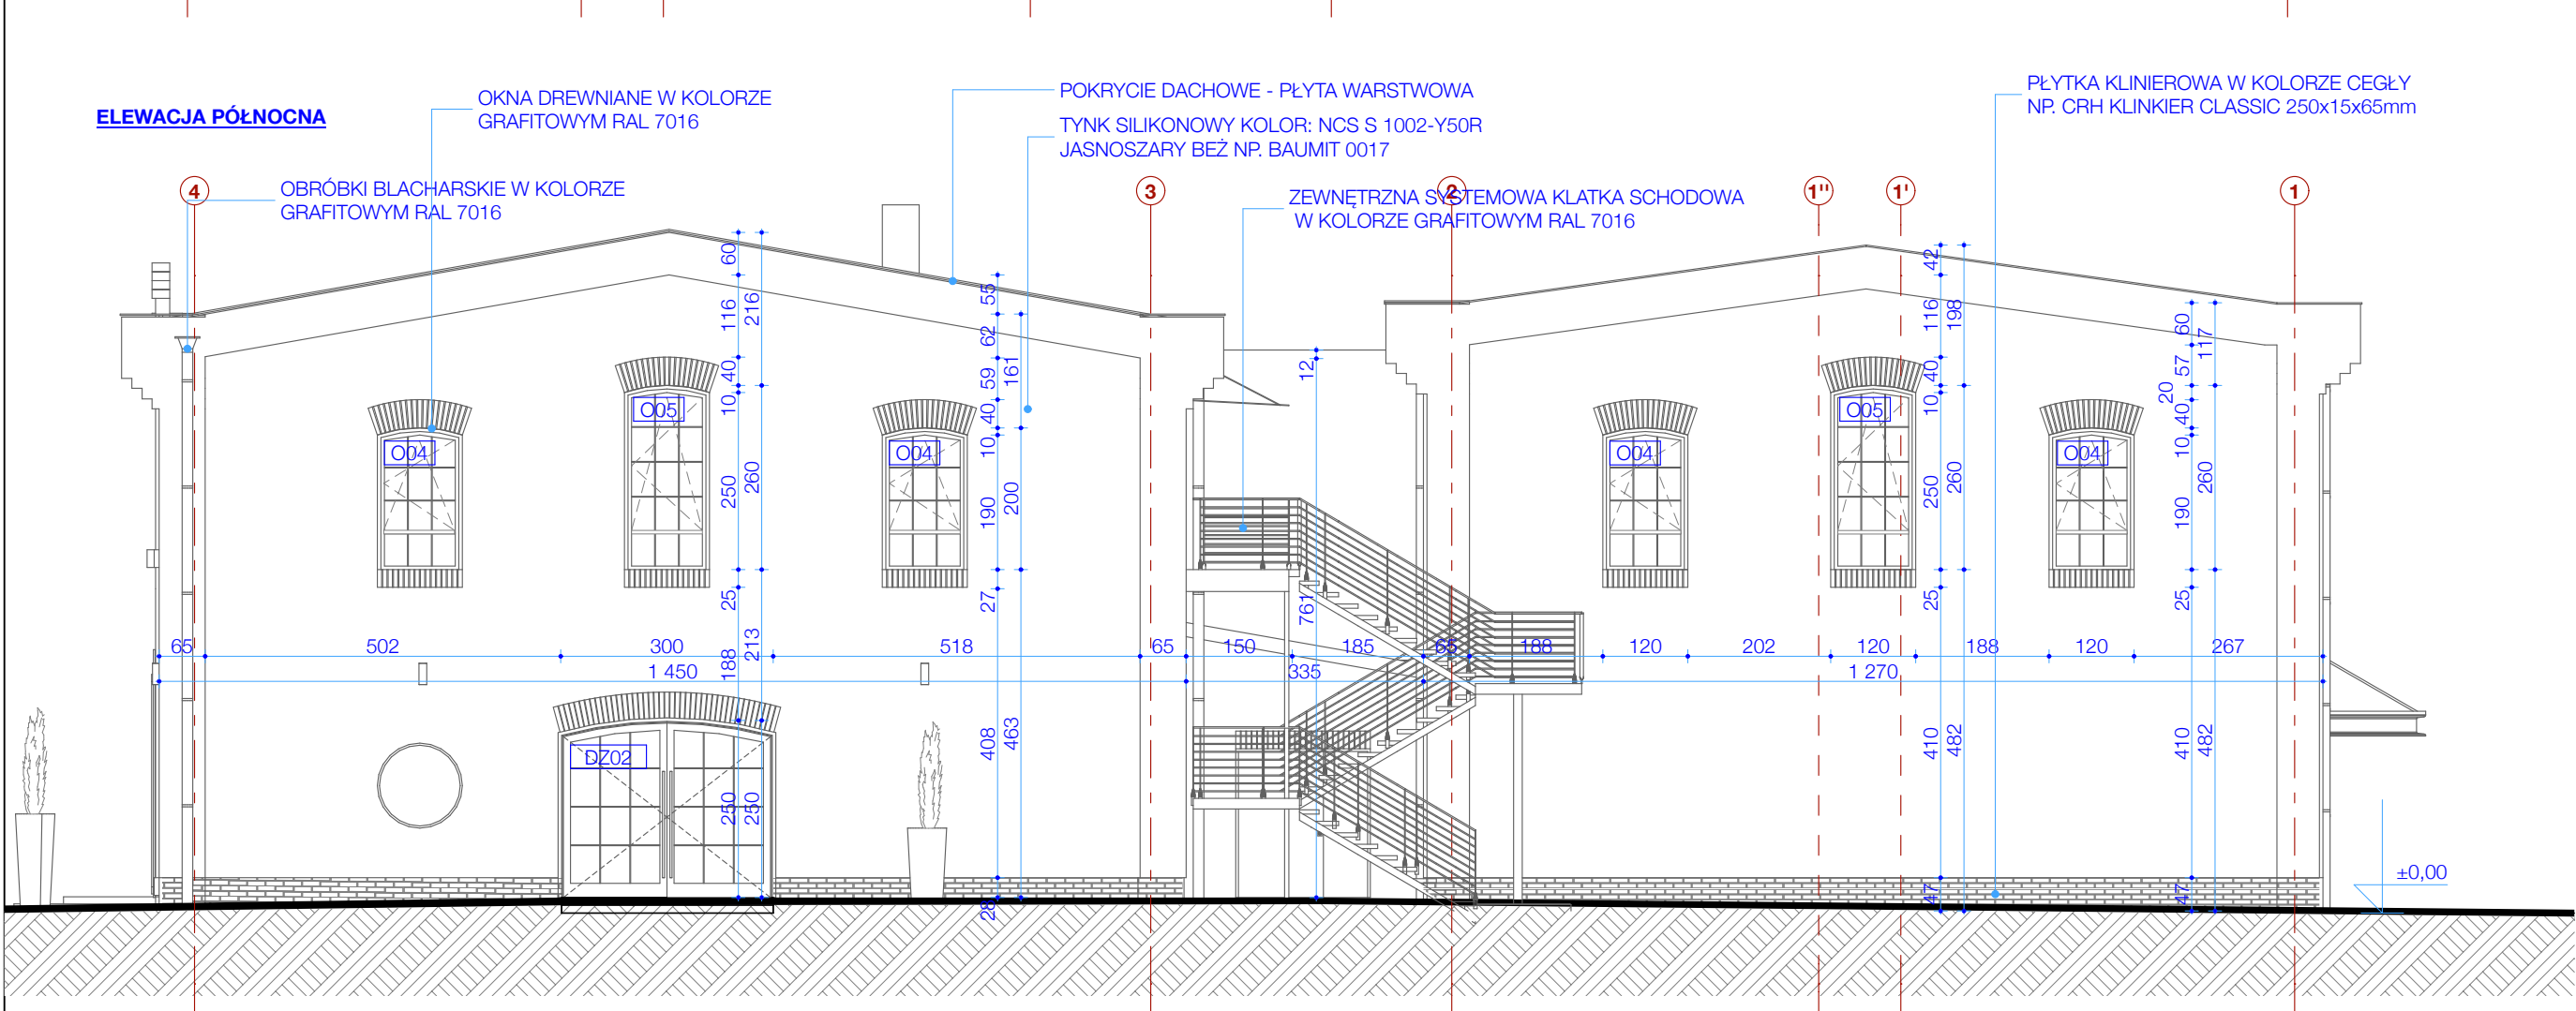 ELEWACJA PÓŁNOCNA
OKNA DREWNIANE W KOLORZE
GRAFITOWYM RAL 7016
POKRYCIE DACHOWE - PŁYTA WARSTWOWA
TYNK SILIKONOWY KOLOR: NCS S 1002-Y50R
JASNOSZARY BEŻ NP. BAUMIT 0017
PŁYTKA KLINIEROWA W KOLORZE CEGŁY
NP. CRH KLINKIER CLASSIC 250x15x65mm
OBRÓBKI BLACHARSKIE W KOLORZE
GRAFITOWYM RAL 7016
ZEWNĘTRZNA SYSTEMOWA KLATKA SCHODOWA
W KOLORZE GRAFITOWYM RAL 7016
4
3
2
1''
1'
1
O04
O05
O04
O04
O05
O04
DZ02
60
116
40
10
250
25
188
250
216
260
213
250
55
62
59
40
10
190
27
408
28
161
200
463
12
761
42
116
40
10
250
25
410
47
198
260
482
60
57
20
40
10
190
25
410
47
117
260
482
65 502 300 518 65 150 185 65 188 120 202 120 188 120 267
1 450 335 1 270
±0,00